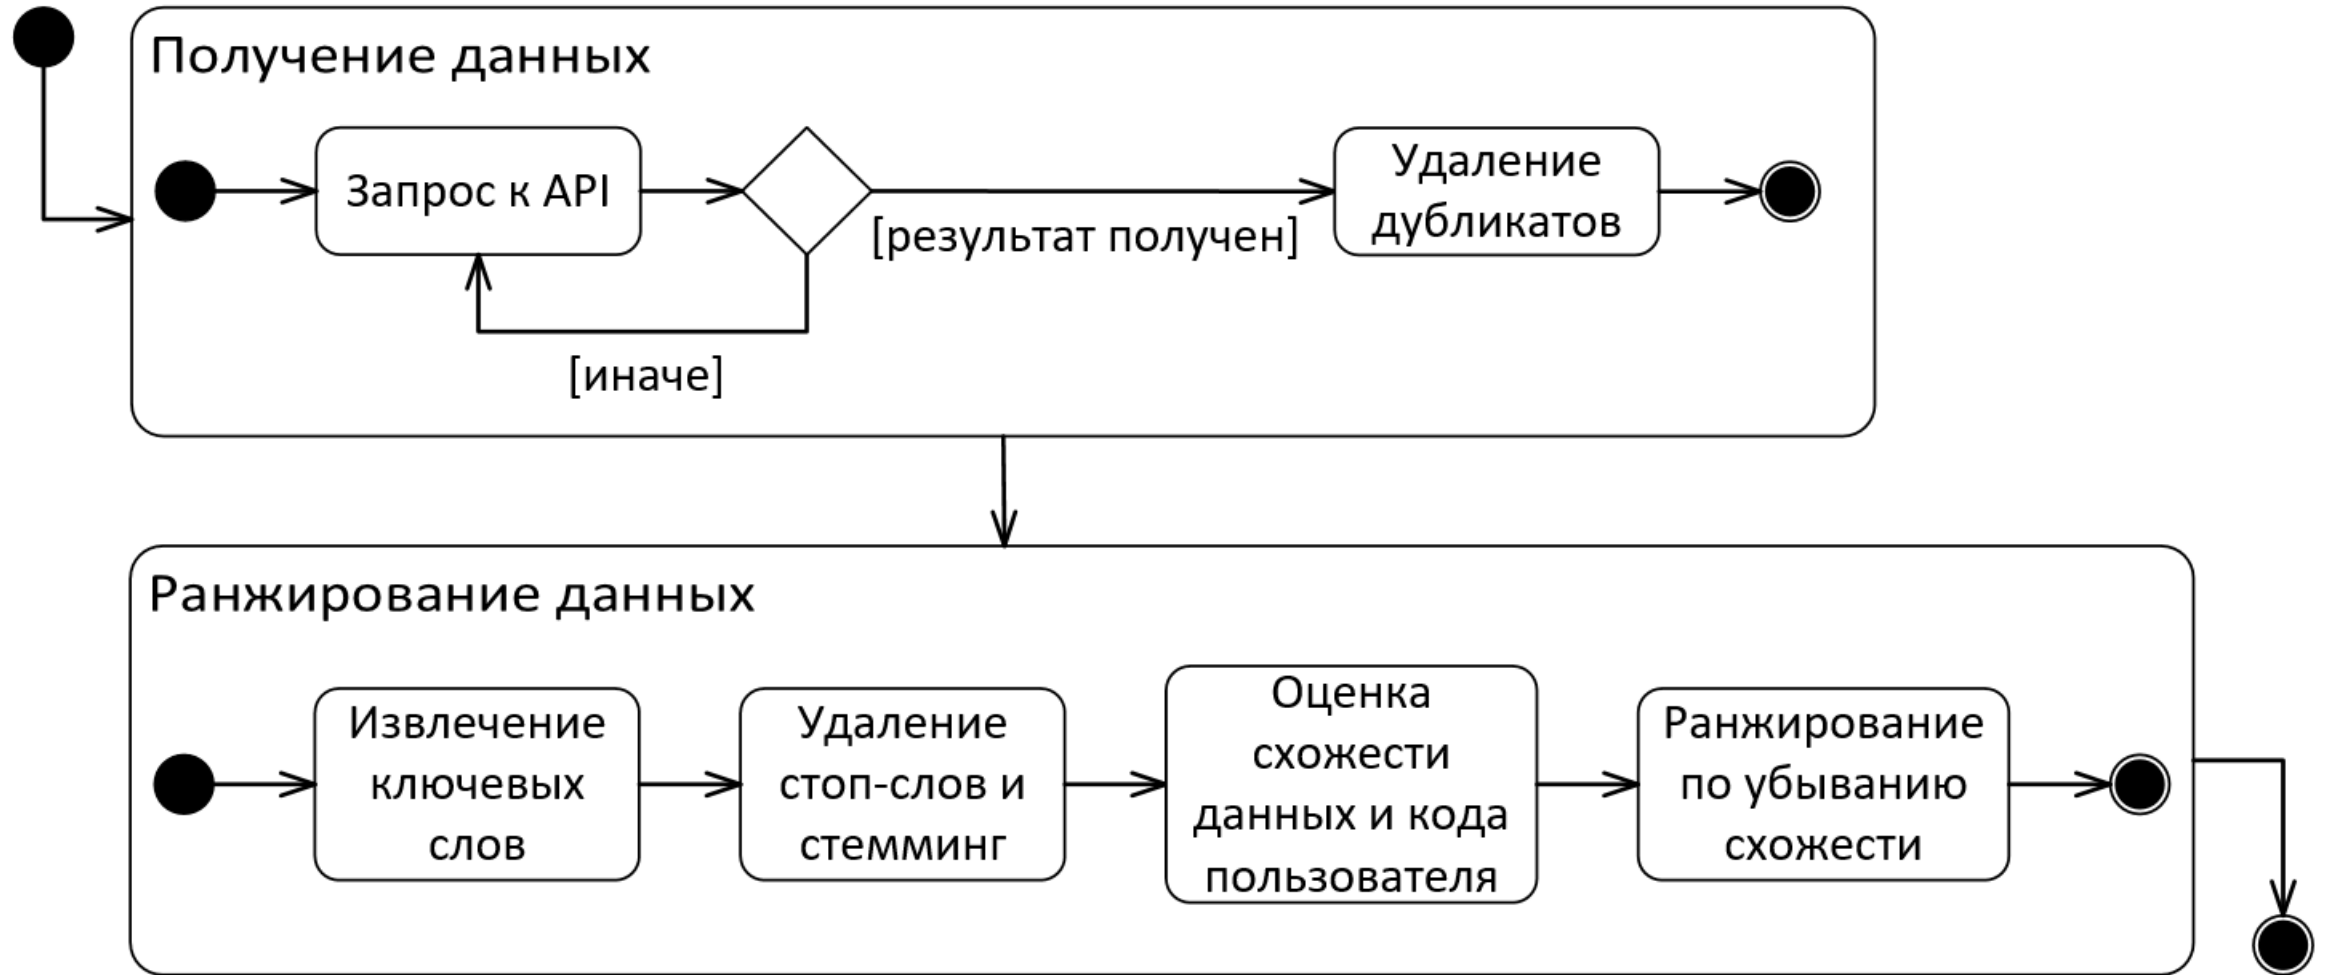 Получение данных
Запрос к API
[результат получен]
Удаление
дубликатов
[иначе]
Ранжирование данных
Извлечение
ключевых
слов
Удаление
стоп-слов и
стемминг
Оценка
схожести
данных и кода
пользователя
Ранжирование
по убыванию
схожести